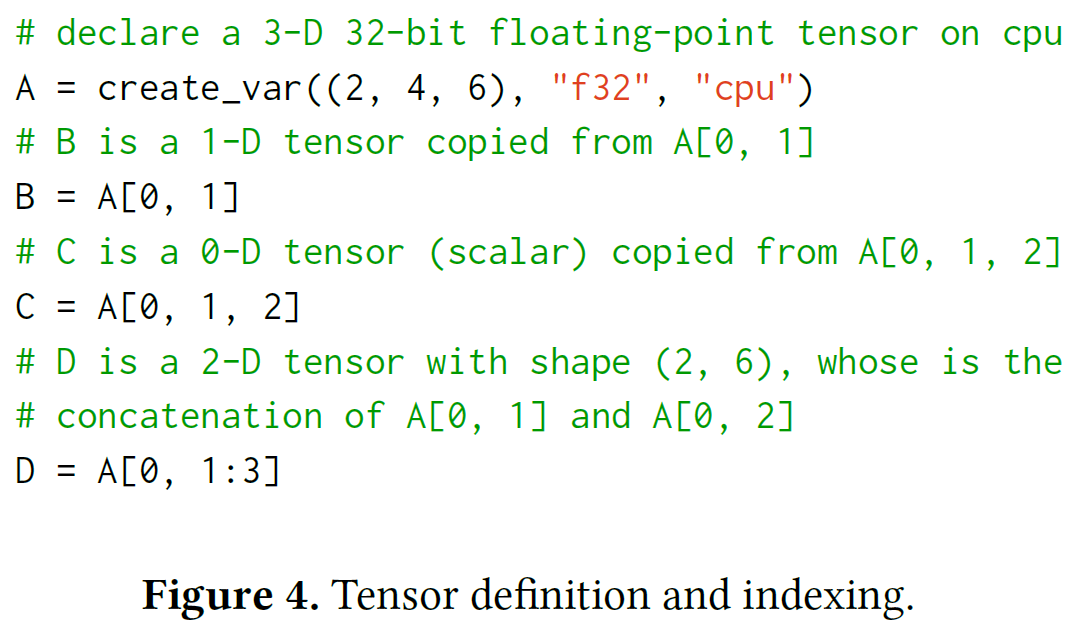 # declare a 3-D 32-bit floating-point tensor on cpu
A = create_var((2, 4, 6), "f32", "cpu")
# B is a 1-D tensor copied from A[0, 1]
B = A[0, 1]
# C is a 0-D tensor (scalar) copied from A[0, 1, 2]
C = A[0, 1, 2]
# D is a 2-D tensor with shape (2, 6), whose is the
# concatenation of A[0, 1] and A[0, 2]
D = A[0, 1:3]
Figure 4. Tensor definition and indexing.